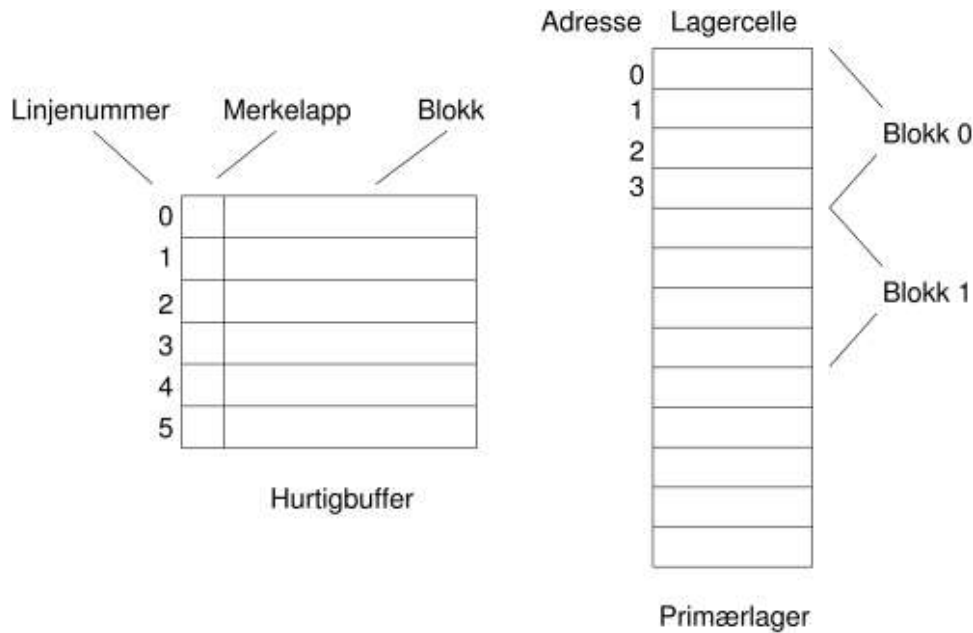 Adresse Lagercelle
0
1
2
3
Blokk 0
Blokk 1
Primærlager
Linjenummer Merkelapp Blokk
0
1
2
3
4
5
Hurtigbuffer